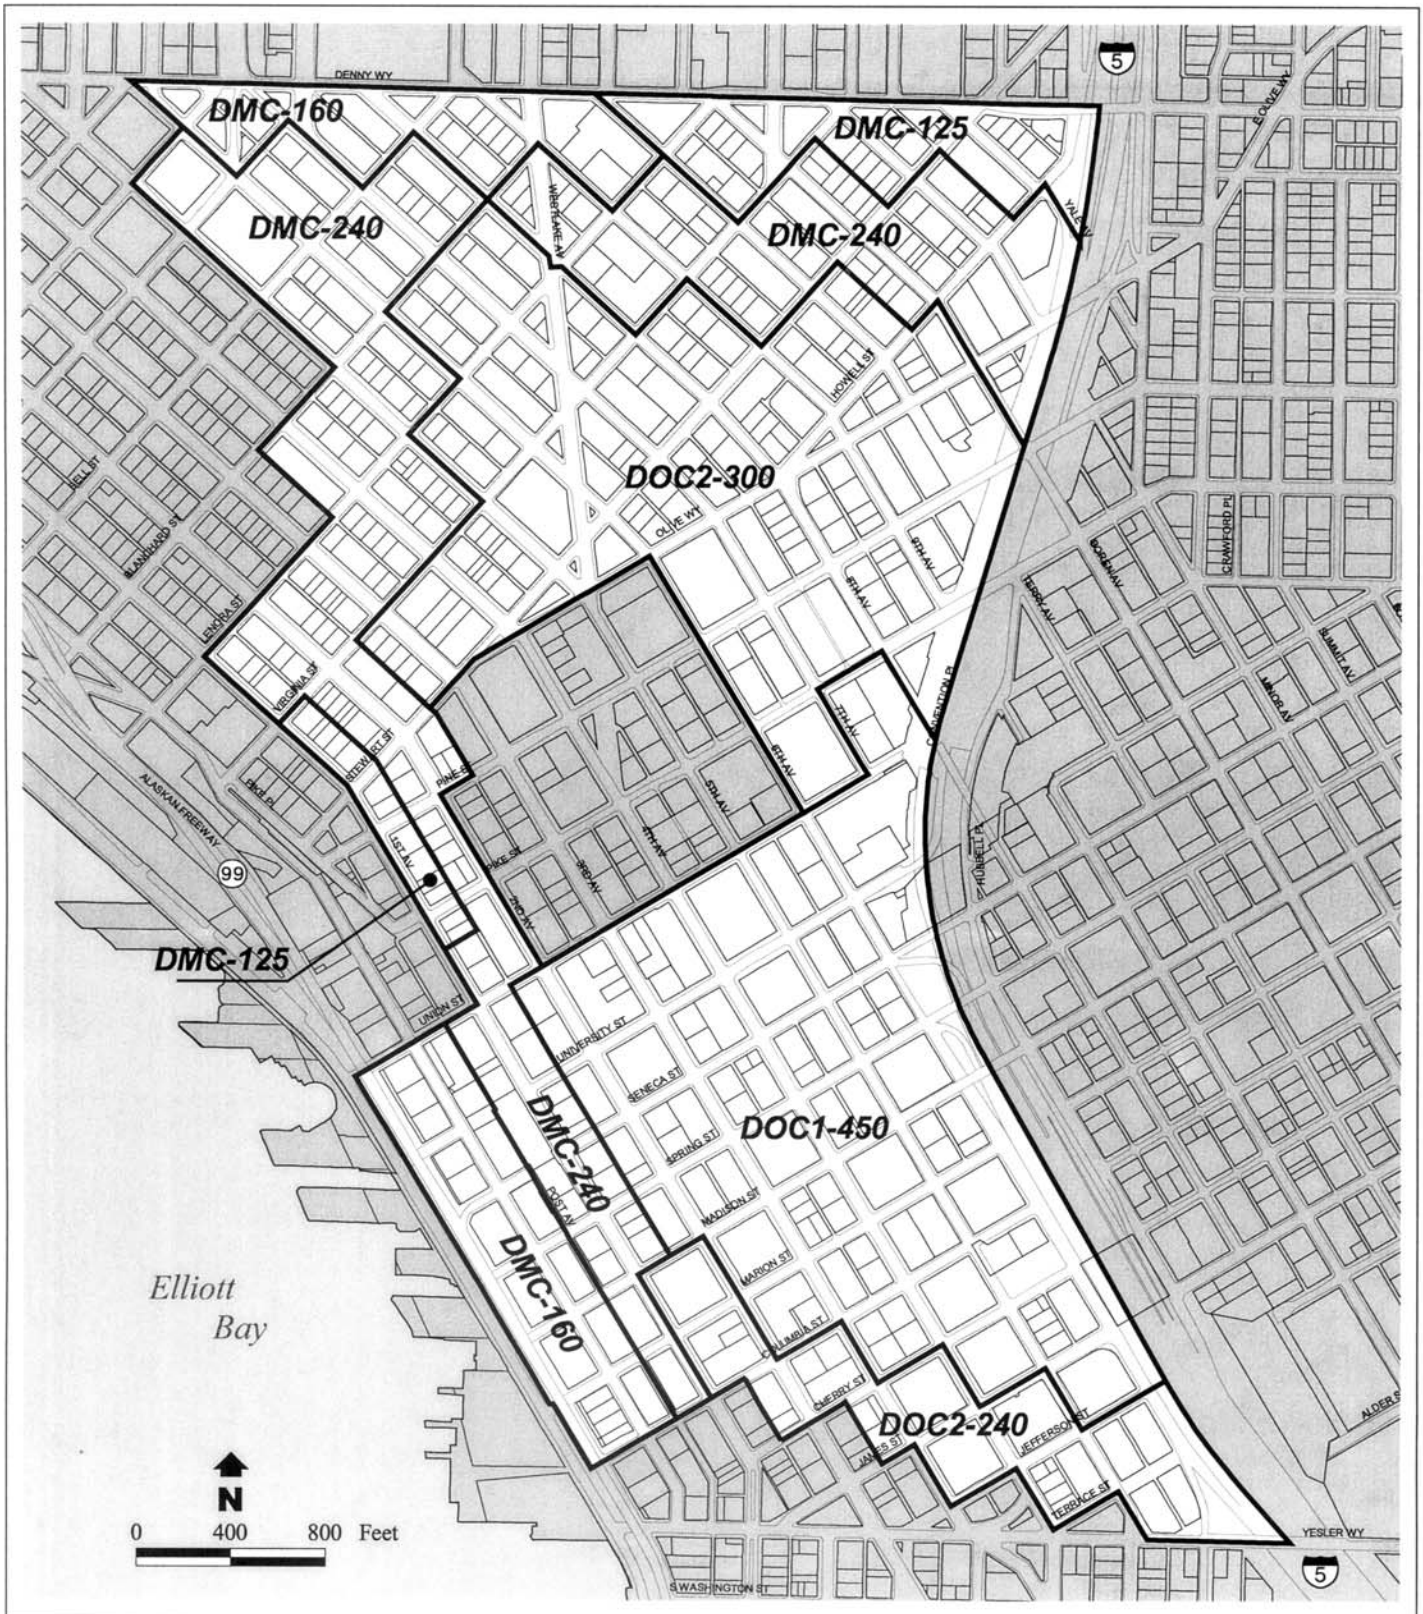 DENNY WY
5
E OLIVE WY
DMC-160
DMC-125
WESTLAKE AV
YALE AV
DMC-240
DMC-240
HOWELL ST
BELL ST
DOC2-300
OLIVE WY
BLANCHARD ST
CRAWFORD PL
9TH AV
BOREN AV
8TH AV
TERRY AV
LENORA ST
SUMMIT AV
VIRGINIA ST
MINOR AV
CONVENTION PL
7TH AV
STEWART ST
6TH AV
PINE ST
PIKE PL
5TH AV
ALASKAN FREEWAY
4TH AV
1ST AV
PIKE ST
HUBBELL PL
3RD AV
99
2ND AV
DMC-125
UNION ST
UNIVERSITY ST
SENECA ST
DOC1-450
SPRING ST
DMC-240
POST AV
MADISON ST
MARION ST
DMC-160
Elliott
Bay
COLUMBIA ST
CHERRY ST
DOC2-240
JEFFERSON ST
JAMES ST
ALDER S
TERRACE ST
N
0 400 800 Feet
YESLER WY
5
S WASHINGTON ST